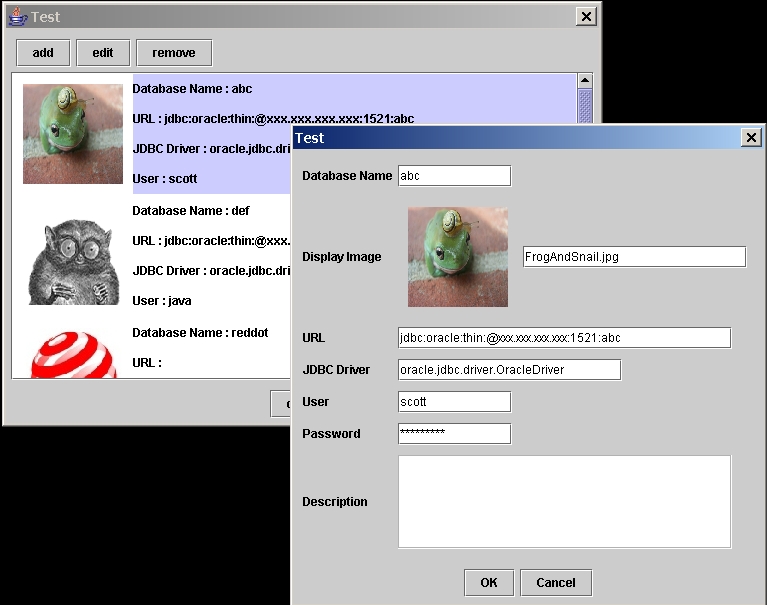 Test
add edit remove
Database Name : abc
URL : jdbc:oracle:thin:@xxx.xxx.xxx.xxx:1521:abc
JDBC Driver : oracle.jdbc.dri
User : scott
Database Name : def
URL : jdbc:oracle:thin:@xxx.
JDBC Driver : oracle.jdbc.dri
User : java
Database Name : reddot
URL :
Test
Database Name abc
Display Image FrogAndSnail.jpg
URL jdbc:oracle:thin:@xxx.xxx.xxx.xxx:1521:abc
JDBC Driver oracle.jdbc.driver.OracleDriver
User scott
Password *********
Description
OK Cancel